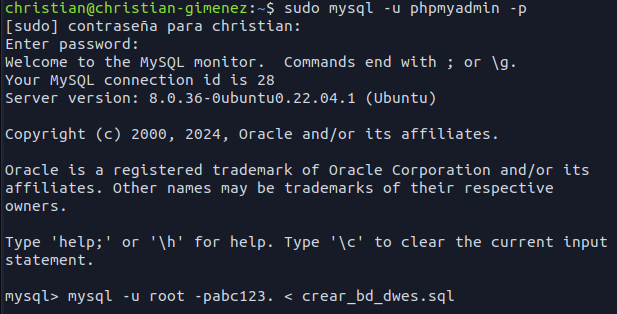 christian@christian-gimenez:~$ sudo mysql -u phpmyadmin -p
[sudo] contraseña para christian:
Enter password:
Welcome to the MySQL monitor.  Commands end with ; or \g.
Your MySQL connection id is 28
Server version: 8.0.36-0ubuntu0.22.04.1 (Ubuntu)
Copyright (c) 2000, 2024, Oracle and/or its affiliates.
Oracle is a registered trademark of Oracle Corporation and/or its
affiliates. Other names may be trademarks of their respective
owners.
Type 'help;' or '\h' for help. Type '\c' to clear the current input
statement.
mysql> mysql -u root -pabc123. < crear_bd_dwes.sql